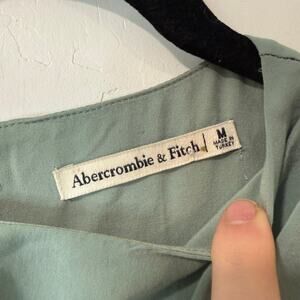 Abercrombie & Fitch
M
MADE IN
TURKEY